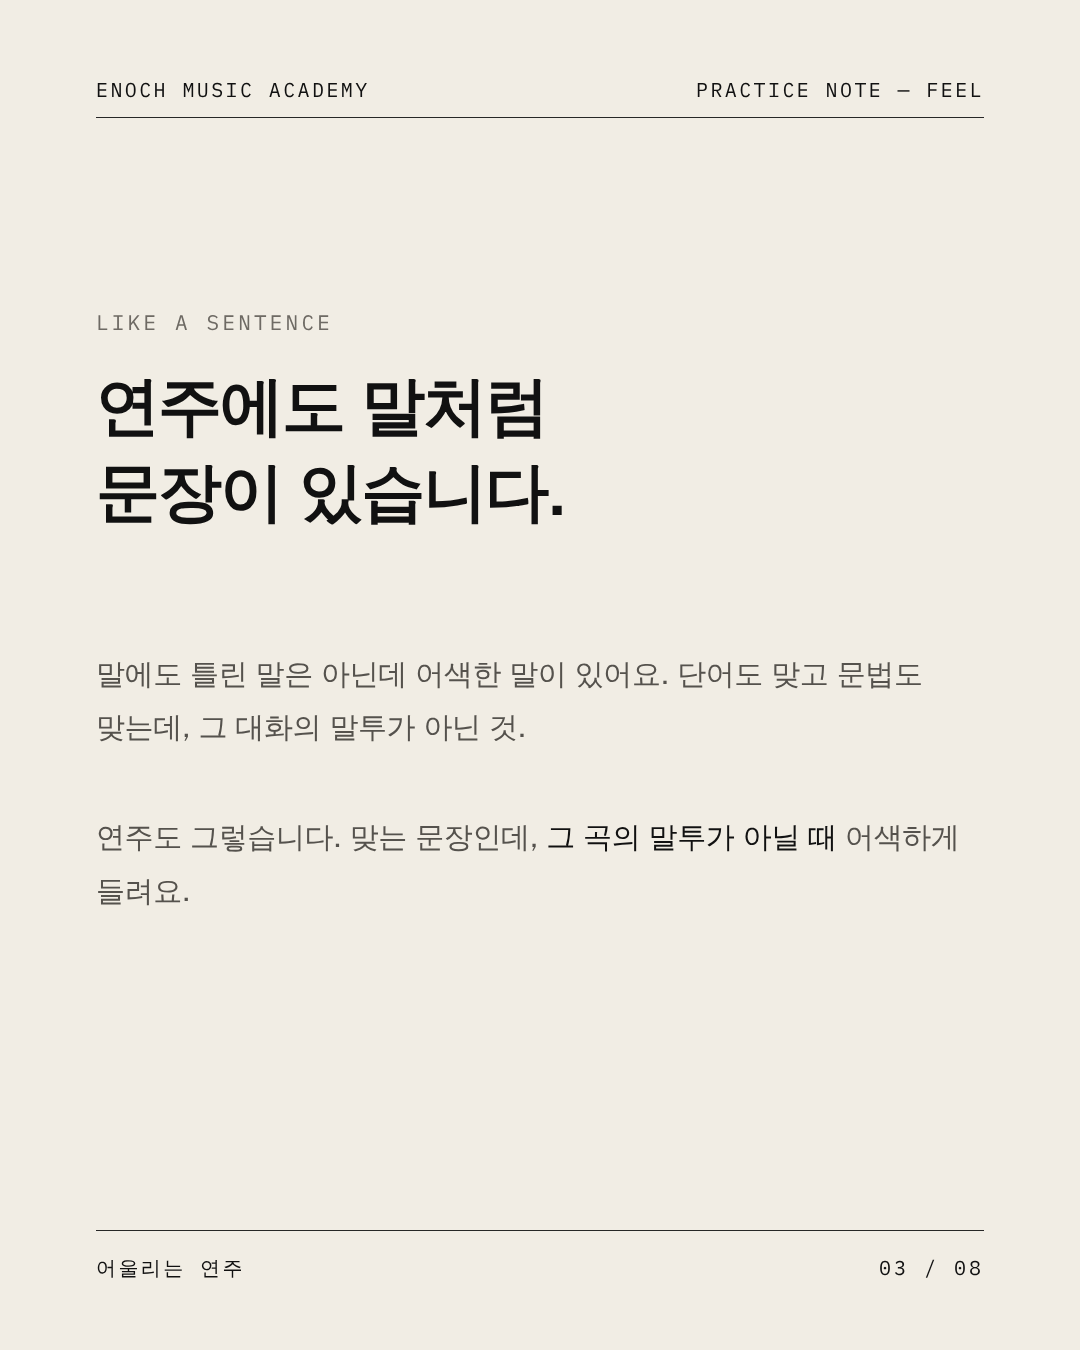 ENOCH MUSIC ACADEMY
PRACTICE NOTE — FEEL
LIKE A SENTENCE
연주에도 말처럼
문장이 있습니다.
말에도 틀린 말은 아닌데 어색한 말이 있어요. 단어도 맞고 문법도
맞는데, 그 대화의 말투가 아닌 것.
연주도 그렇습니다. 맞는 문장인데, 그 곡의 말투가 아닐 때 어색하게
들려요.
어울리는 연주
03 / 08